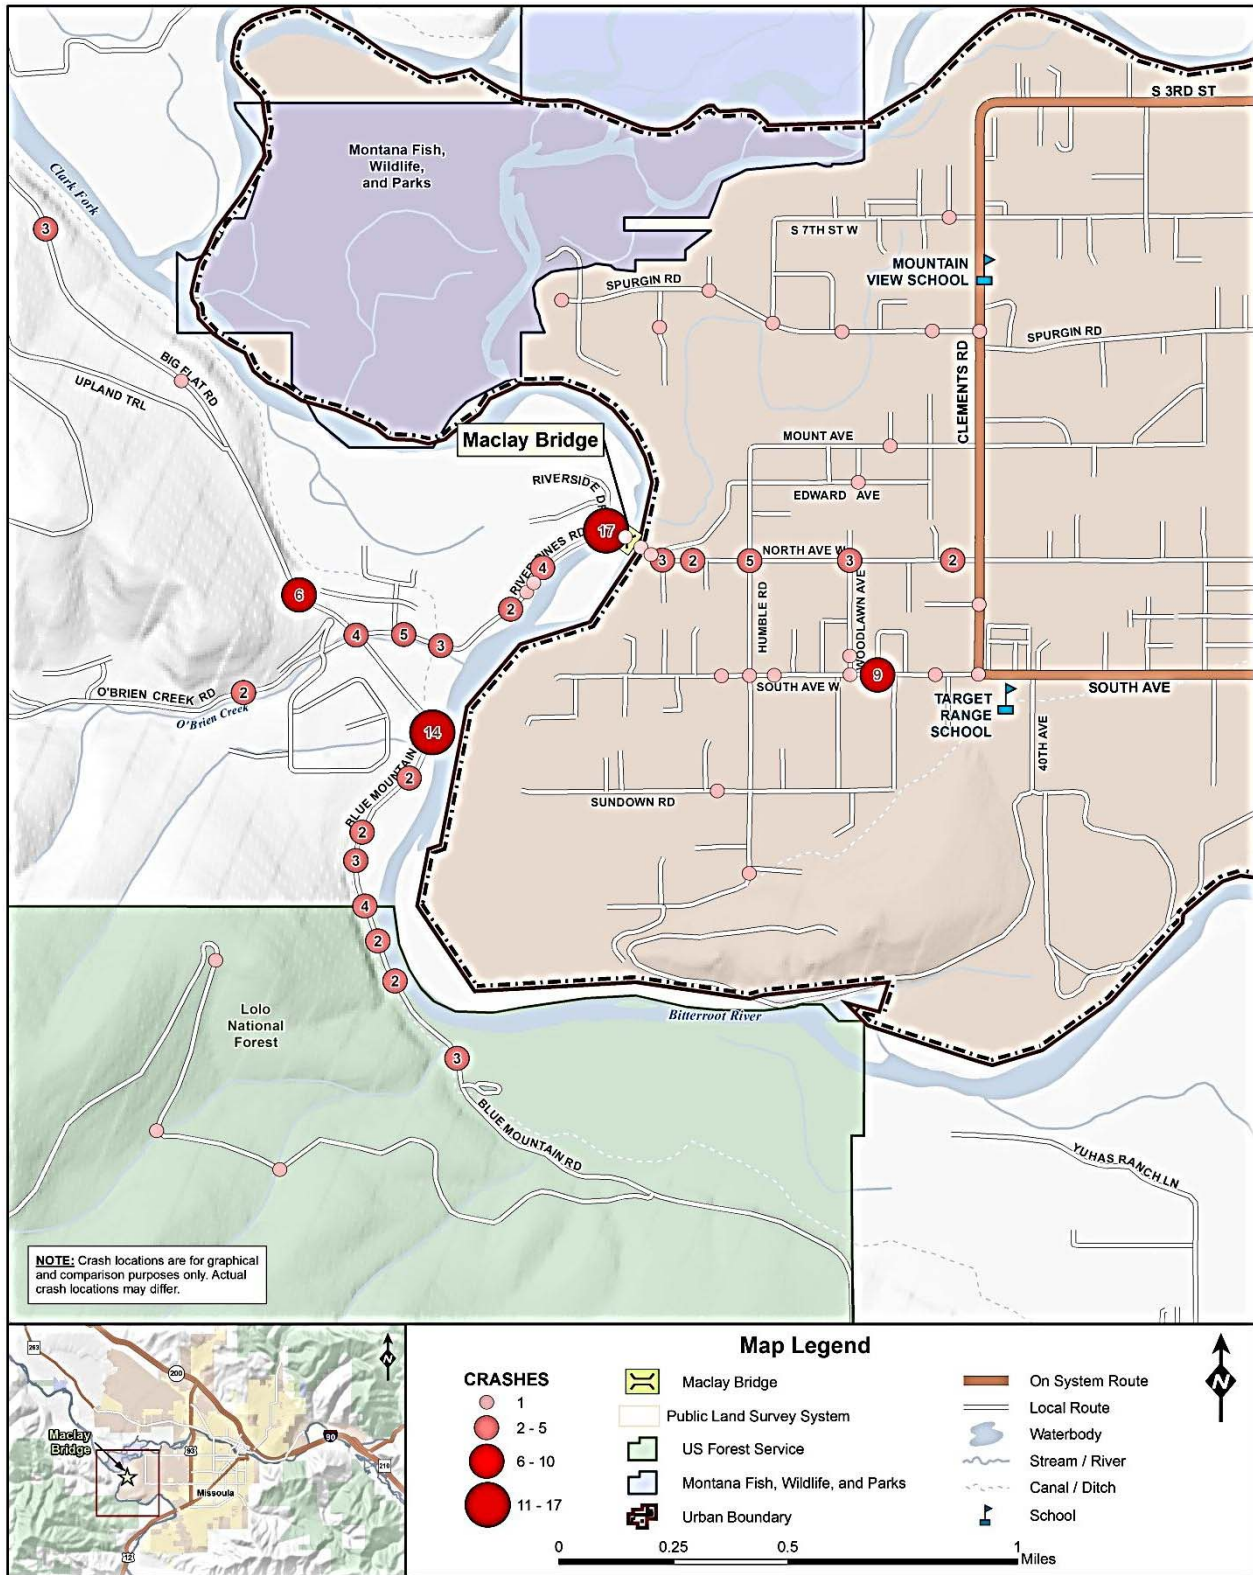 S 3RD ST
Montana Fish,
Wildlife,
and Parks
Clark Fork
3
S 7TH ST W
MOUNTAIN
VIEW SCHOOL
SPURGIN RD
SPURGIN RD
BIG FLAT RD
UPLAND TRL
CLEMENTS RD
Maclay Bridge
MOUNT AVE
RIVERSIDE DR
EDWARD AVE
17
NORTH AVE W
3
2
5
3
2
RIVER PINES RD
4
2
6
4
5
3
HUMBLE RD
WOODLAWN AVE
9
SOUTH AVE W
SOUTH AVE
O'BRIEN CREEK RD
2
O'Brien Creek
TARGET
RANGE
SCHOOL
14
40TH AVE
BLUE MOUNTAIN
2
SUNDOWN RD
2
3
4
2
2
Lolo
National
Forest
Bitterroot River
3
BLUE MOUNTAIN RD
YUHAS RANCH LN
NOTE: Crash locations are for graphical
and comparison purposes only. Actual
crash locations may differ.
263
200
N
Maclay
Bridge
93
90
210
Missoula
12
Map Legend
CRASHES
1
2 - 5
6 - 10
11 - 17
Maclay Bridge
Public Land Survey System
US Forest Service
Montana Fish, Wildlife, and Parks
Urban Boundary
On System Route
Local Route
Waterbody
Stream / River
Canal / Ditch
School
N
0 0.25 0.5 1
Miles